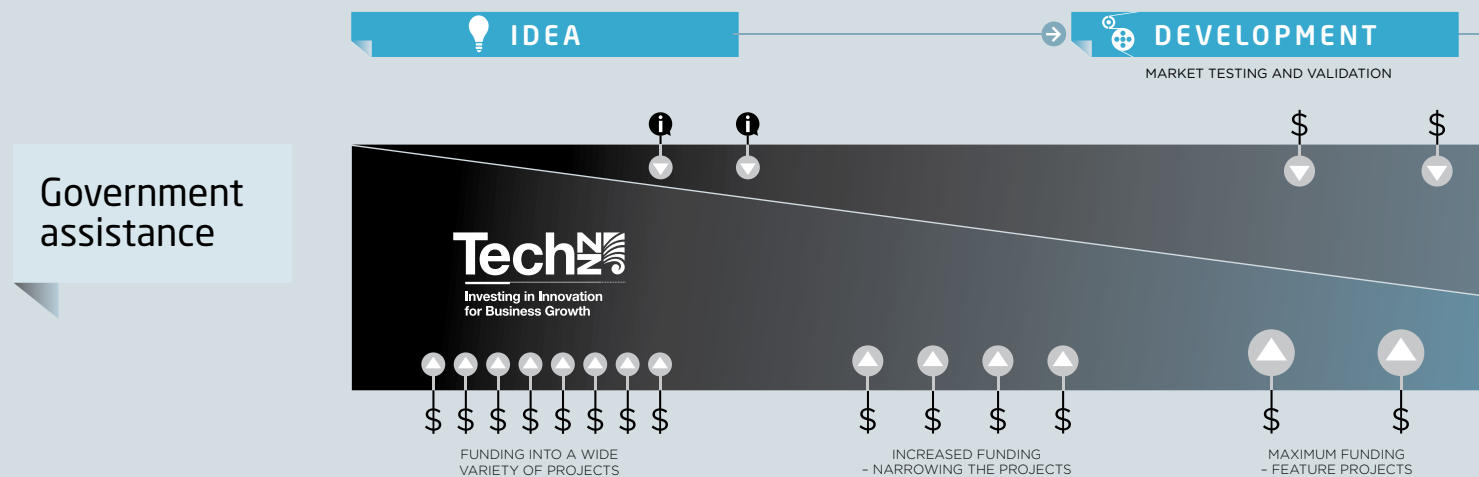 IDEA
DEVELOPMENT
MARKET TESTING AND VALIDATION
i i $ $
Government
assistance
TechNZ
Investing in Innovation
for Business Growth
$ $ $ $ $ $ $ $ $ $ $ $ $ $
FUNDING INTO A WIDE
VARIETY OF PROJECTS
INCREASED FUNDING
– NARROWING THE PROJECTS
MAXIMUM FUNDING
– FEATURE PROJECTS